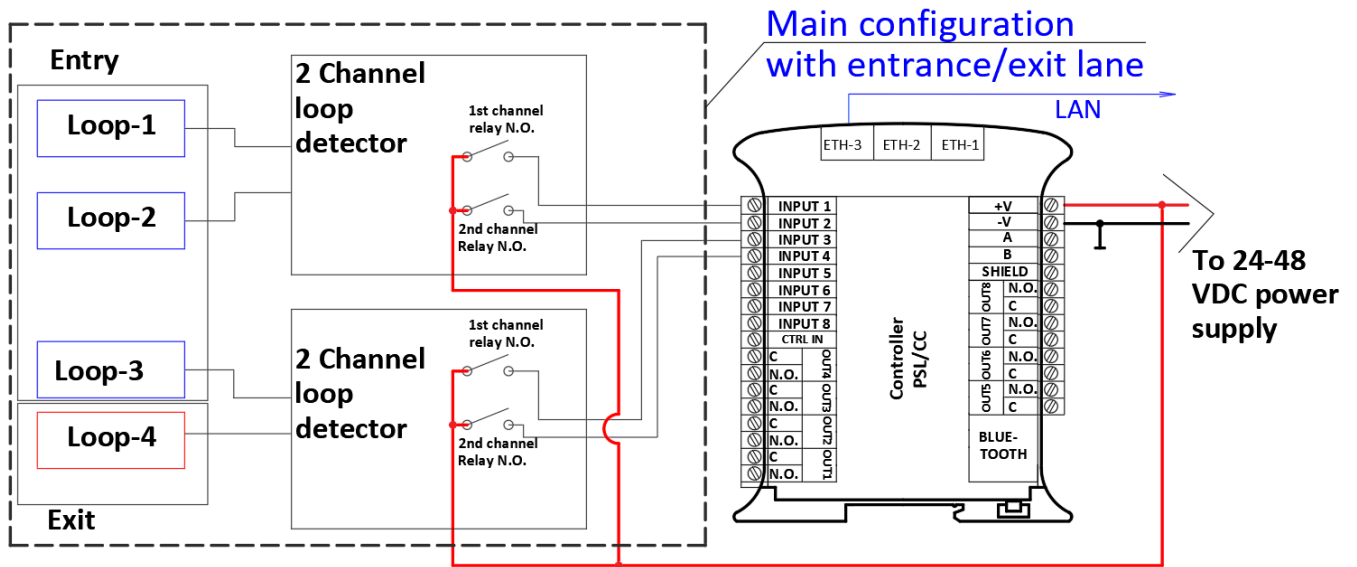 Main configuration
with entrance/exit lane
LAN
Entry
Loop-1
Loop-2
Loop-3
Loop-4
Exit
2 Channel
loop
detector
1st channel
relay N.O.
2nd channel
Relay N.O.
2 Channel
loop
detector
1st channel
relay N.O.
2nd channel
Relay N.O.
ETH-3
ETH-2
ETH-1
INPUT 1
INPUT 2
INPUT 3
INPUT 4
INPUT 5
INPUT 6
INPUT 7
INPUT 8
CTRL IN
C
N.O.
OUT4
C
N.O.
OUT3
C
N.O.
OUT2
C
N.O.
OUT1
Controller
PSL/CC
+V
-V
A
B
SHIELD
OUT8
N.O.
C
OUT7
N.O.
C
OUT6
N.O.
C
OUT5
N.O.
C
BLUE-
TOOTH
To 24-48
VDC power
supply